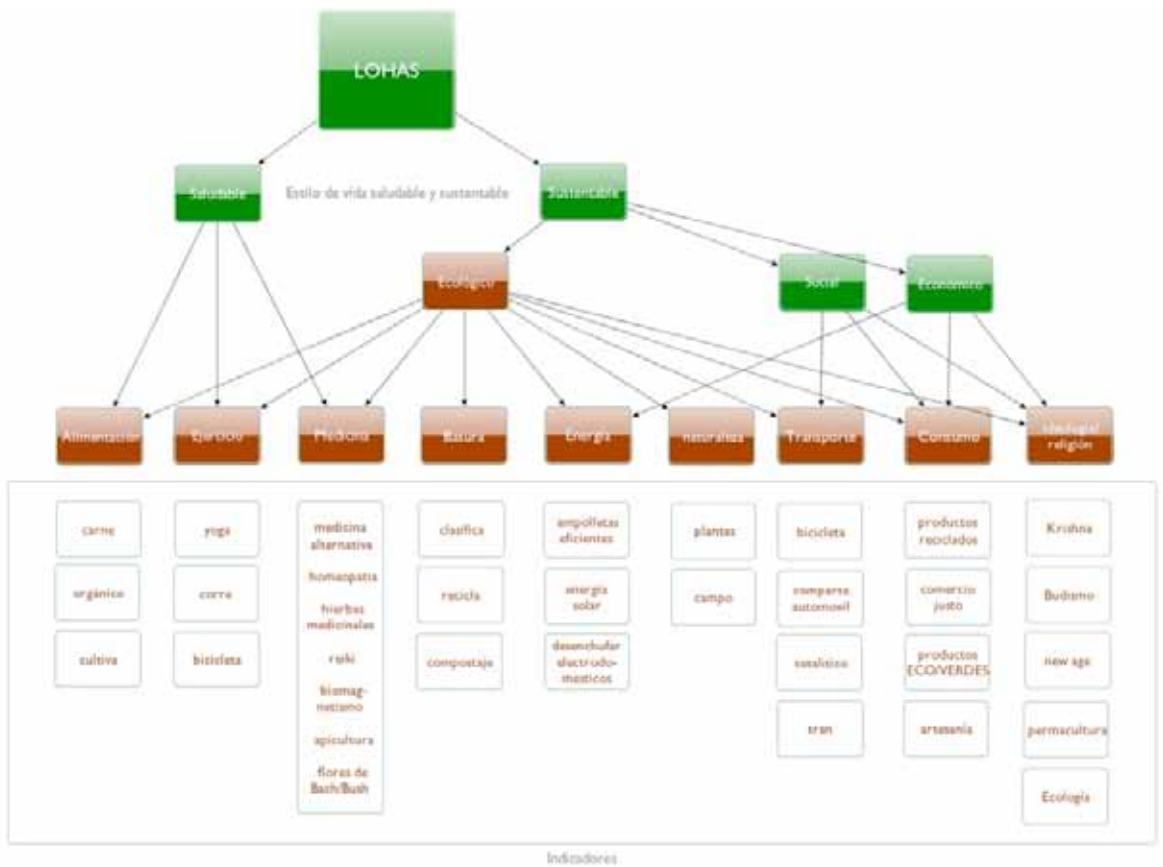 LOHAS
Saludable
Estilo de vida saludable y sustentable
Sustentable
Ecológico
Social
Económico
Alimentación
Ejercicio
Medicina
Basura
Energía
naturaleza
Transporte
Consumo
ideología/
religión
carne
orgánico
cultiva
yoga
corre
bicicleta
medicina
alternativa
homeopatía
hierbas
medicinales
reiki
biomag-
netismo
apicultura
flores de
Bach/Bush
clasifica
recicla
compostaje
ampolletas
eficientes
energía
solar
desenchufar
electrodo-
mesticos
plantas
campo
bicicleta
comparte
automovil
catalitico
tren
productos
reciclados
comercio
justo
productos
ECO/VERDES
artesanía
Krishna
Budismo
new age
permacultura
Ecología
Indicadores